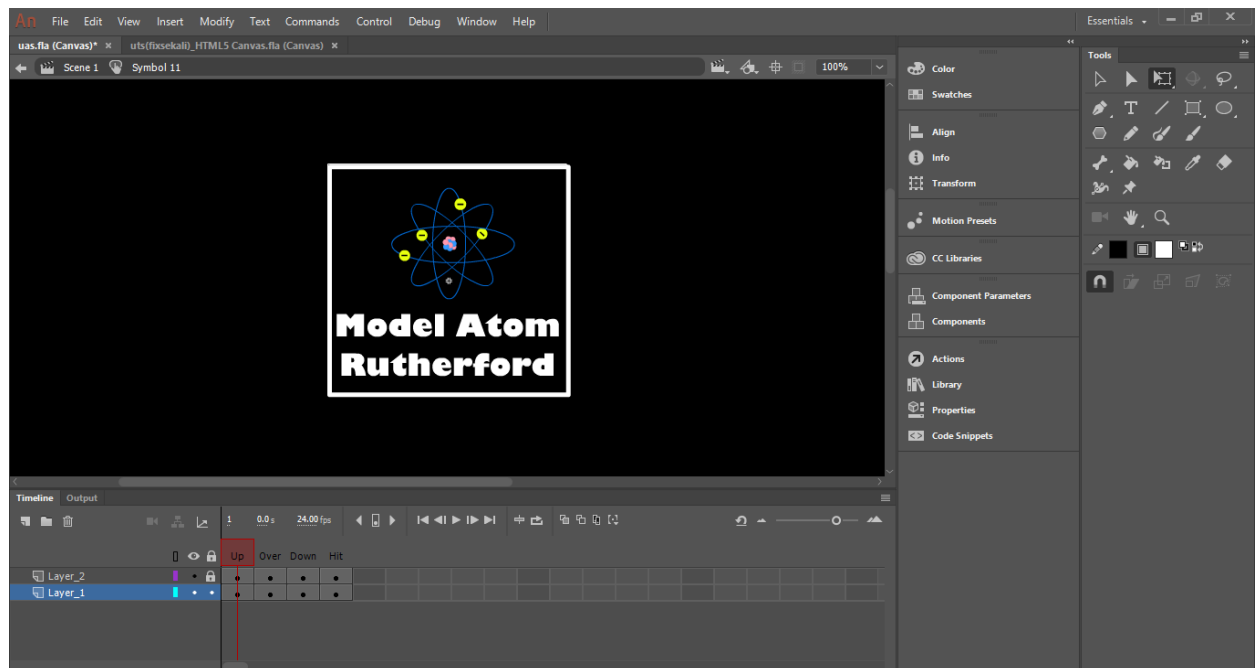 An File Edit View Insert Modify Text Commands Control Debug Window Help
Essentials
uas.fla (Canvas)* × uts(fixsekali)_HTML5 Canvas.fla (Canvas) ×
Scene 1 Symbol 11 100%
Model Atom
Rutherford
Color
Swatches
Align
Info
Transform
Motion Presets
CC Libraries
Component Parameters
Components
Actions
Library
Properties
Code Snippets
Tools
Timeline Output
1 0.0 s 24.00 fps
Up Over Down Hit
Layer_2
Layer_1